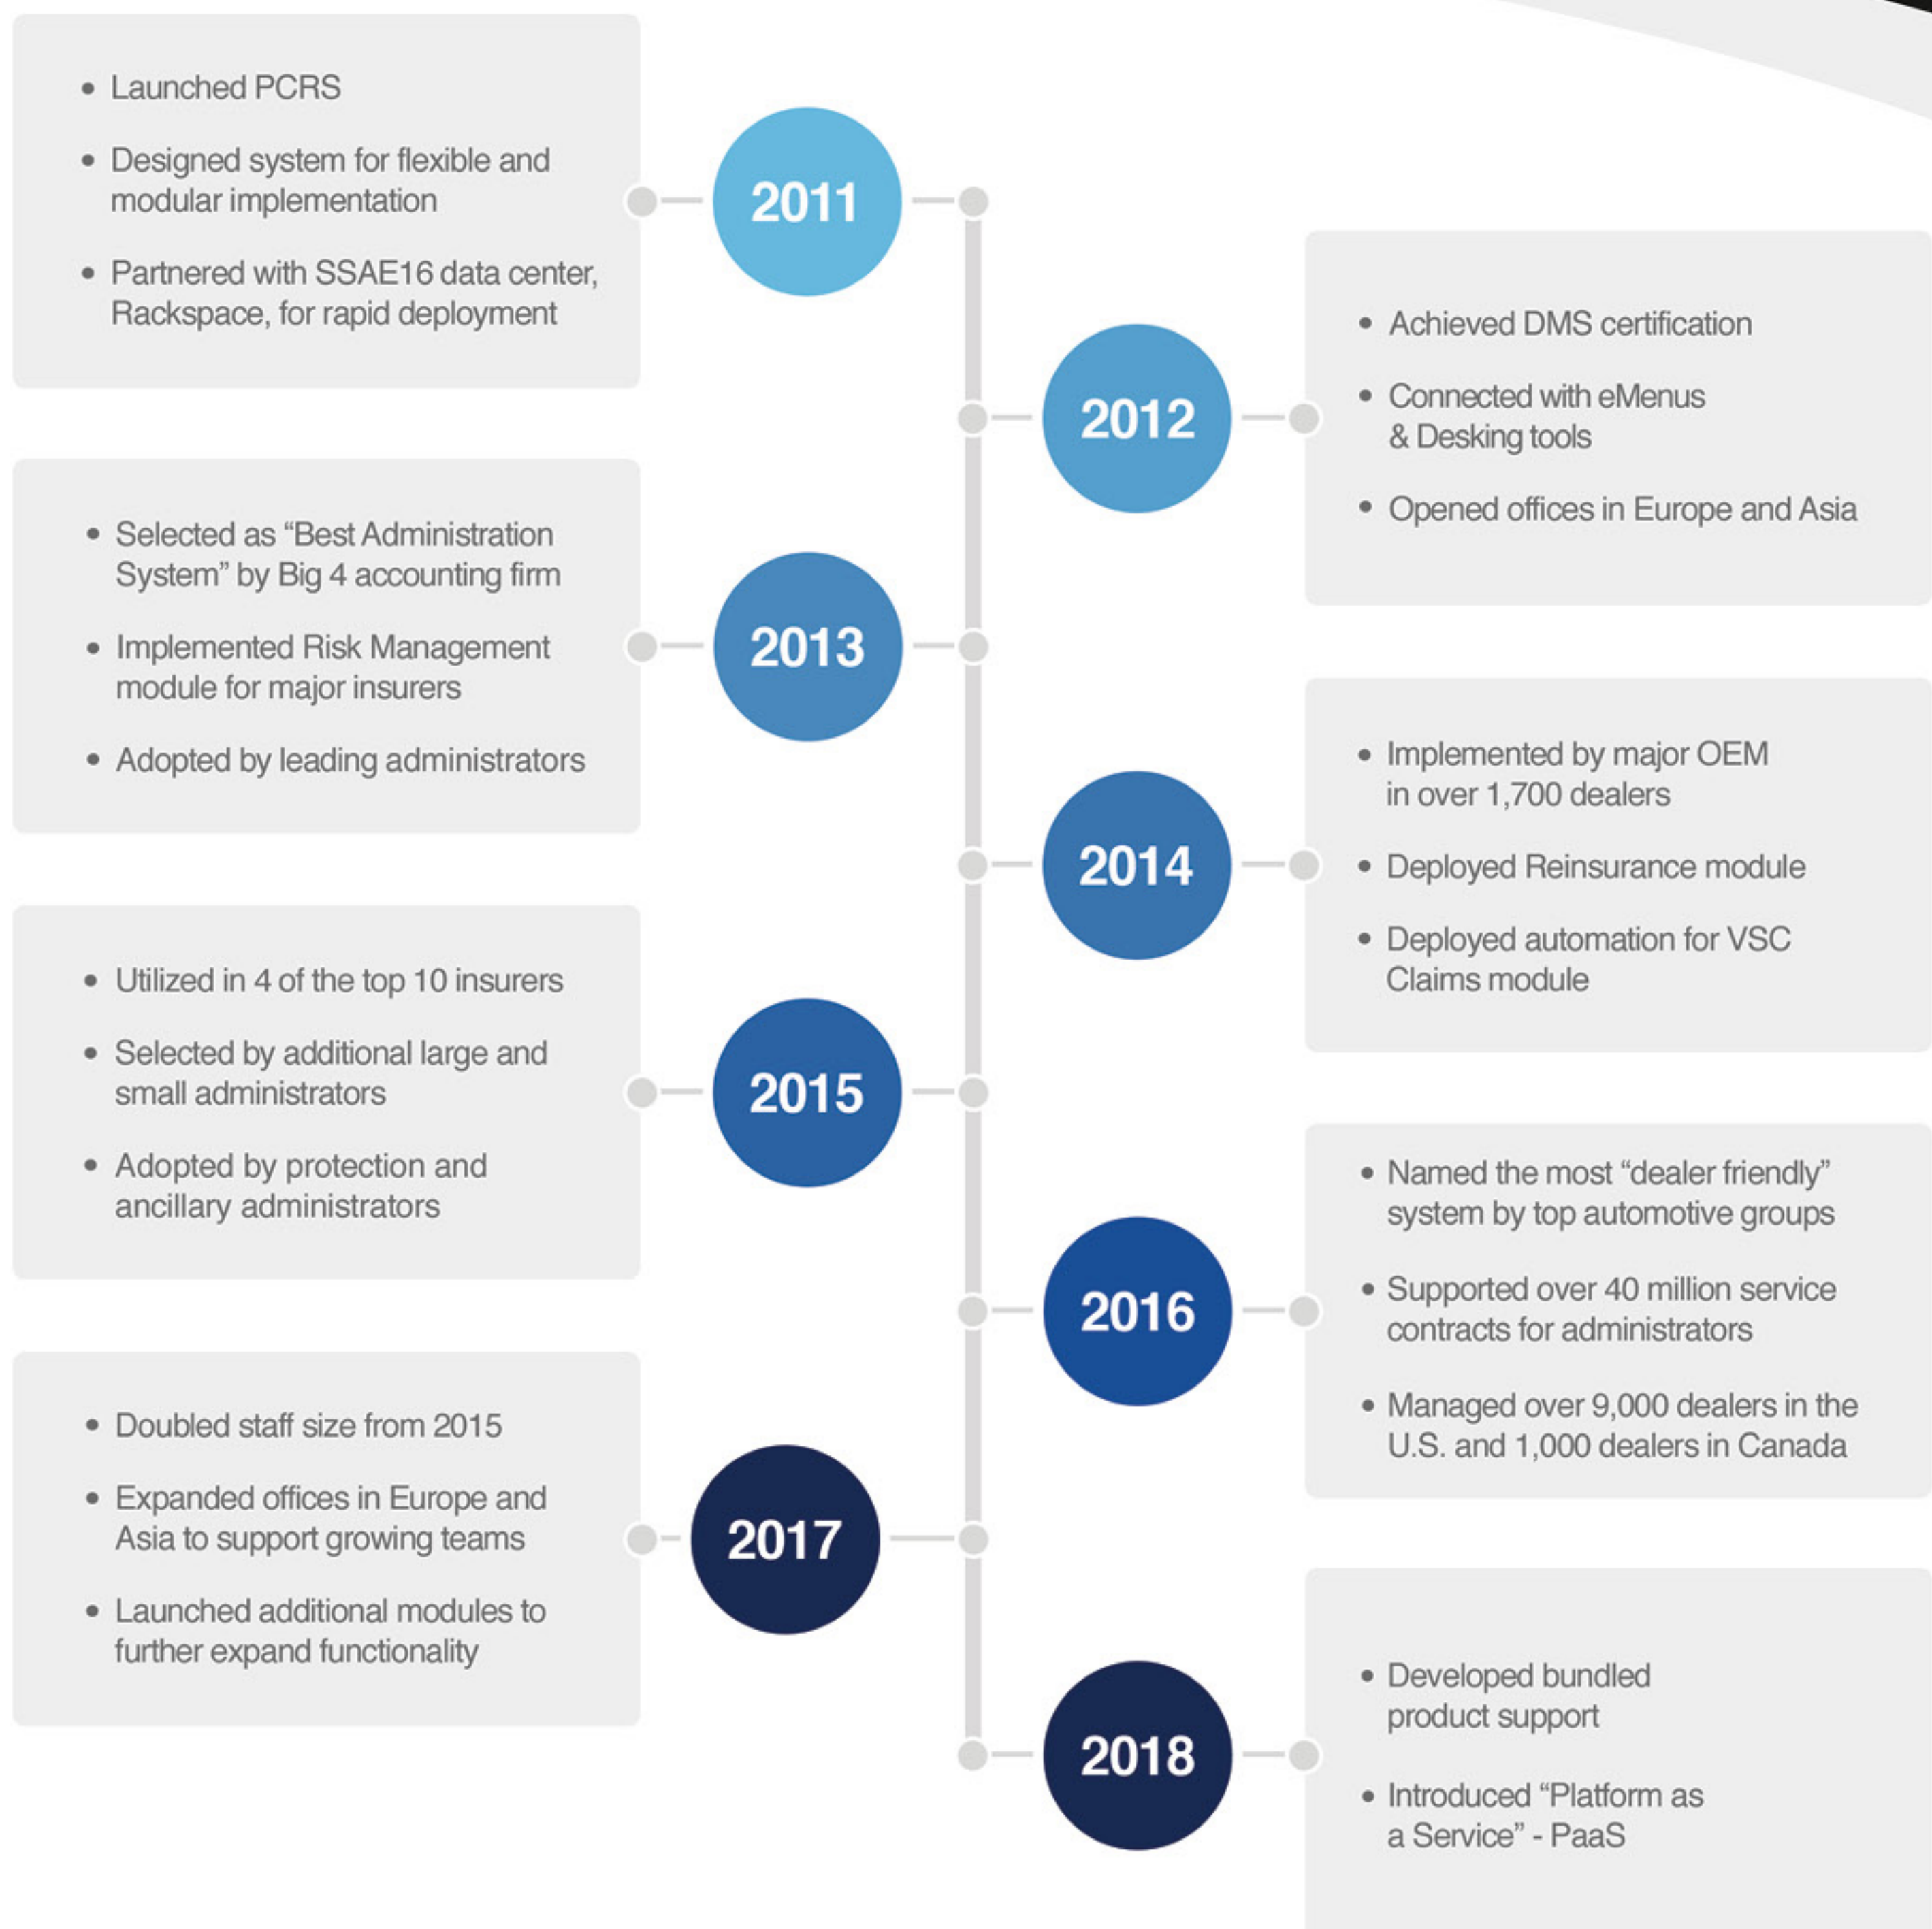 2011
• Launched PCRS
• Designed system for flexible and
modular implementation
• Partnered with SSAE16 data center,
Rackspace, for rapid deployment
2012
• Achieved DMS certification
• Connected with eMenus
& Desking tools
• Opened offices in Europe and Asia
2013
• Selected as “Best Administration
System” by Big 4 accounting firm
• Implemented Risk Management
module for major insurers
• Adopted by leading administrators
2014
• Implemented by major OEM
in over 1,700 dealers
• Deployed Reinsurance module
• Deployed automation for VSC
Claims module
2015
• Utilized in 4 of the top 10 insurers
• Selected by additional large and
small administrators
• Adopted by protection and
ancillary administrators
2016
• Named the most “dealer friendly”
system by top automotive groups
• Supported over 40 million service
contracts for administrators
• Managed over 9,000 dealers in the
U.S. and 1,000 dealers in Canada
2017
• Doubled staff size from 2015
• Expanded offices in Europe and
Asia to support growing teams
• Launched additional modules to
further expand functionality
2018
• Developed bundled
product support
• Introduced “Platform as
a Service” - PaaS